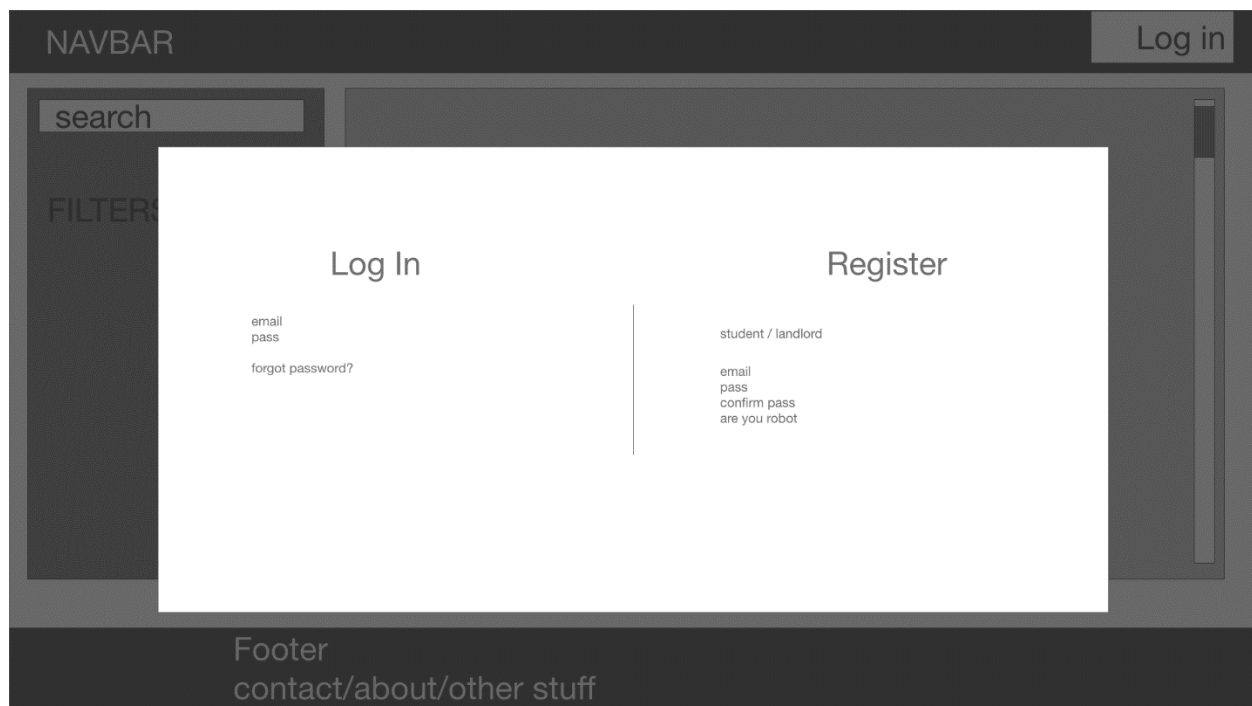 NAVBAR
Log in
search
FILTERS
Log In
email
pass
forgot password?
Register
student / landlord
email
pass
confirm pass
are you robot
Footer
contact/about/other stuff